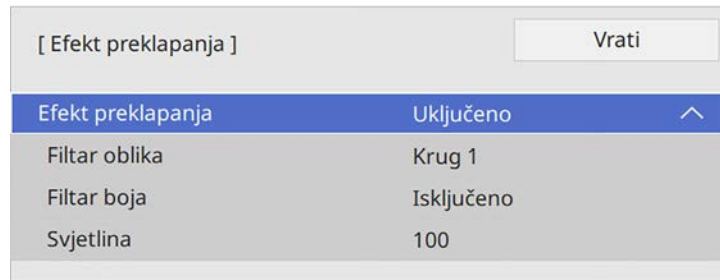 [ Efekt preklapanja ] Vrati
Efekt preklapanja Uključeno
Filtar oblika Krug 1
Filtar boja Isključeno
Svjetlina 100